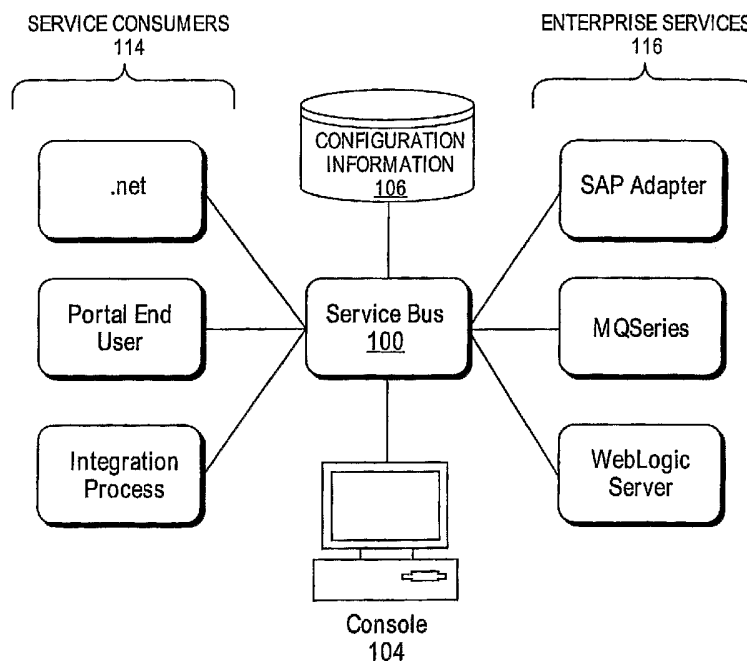 SERVICE CONSUMERS
114
ENTERPRISE SERVICES
116
CONFIGURATION
INFORMATION
106
.net
SAP Adapter
Portal End
User
Service Bus
100
MQSeries
Integration
Process
WebLogic
Server
Console
104